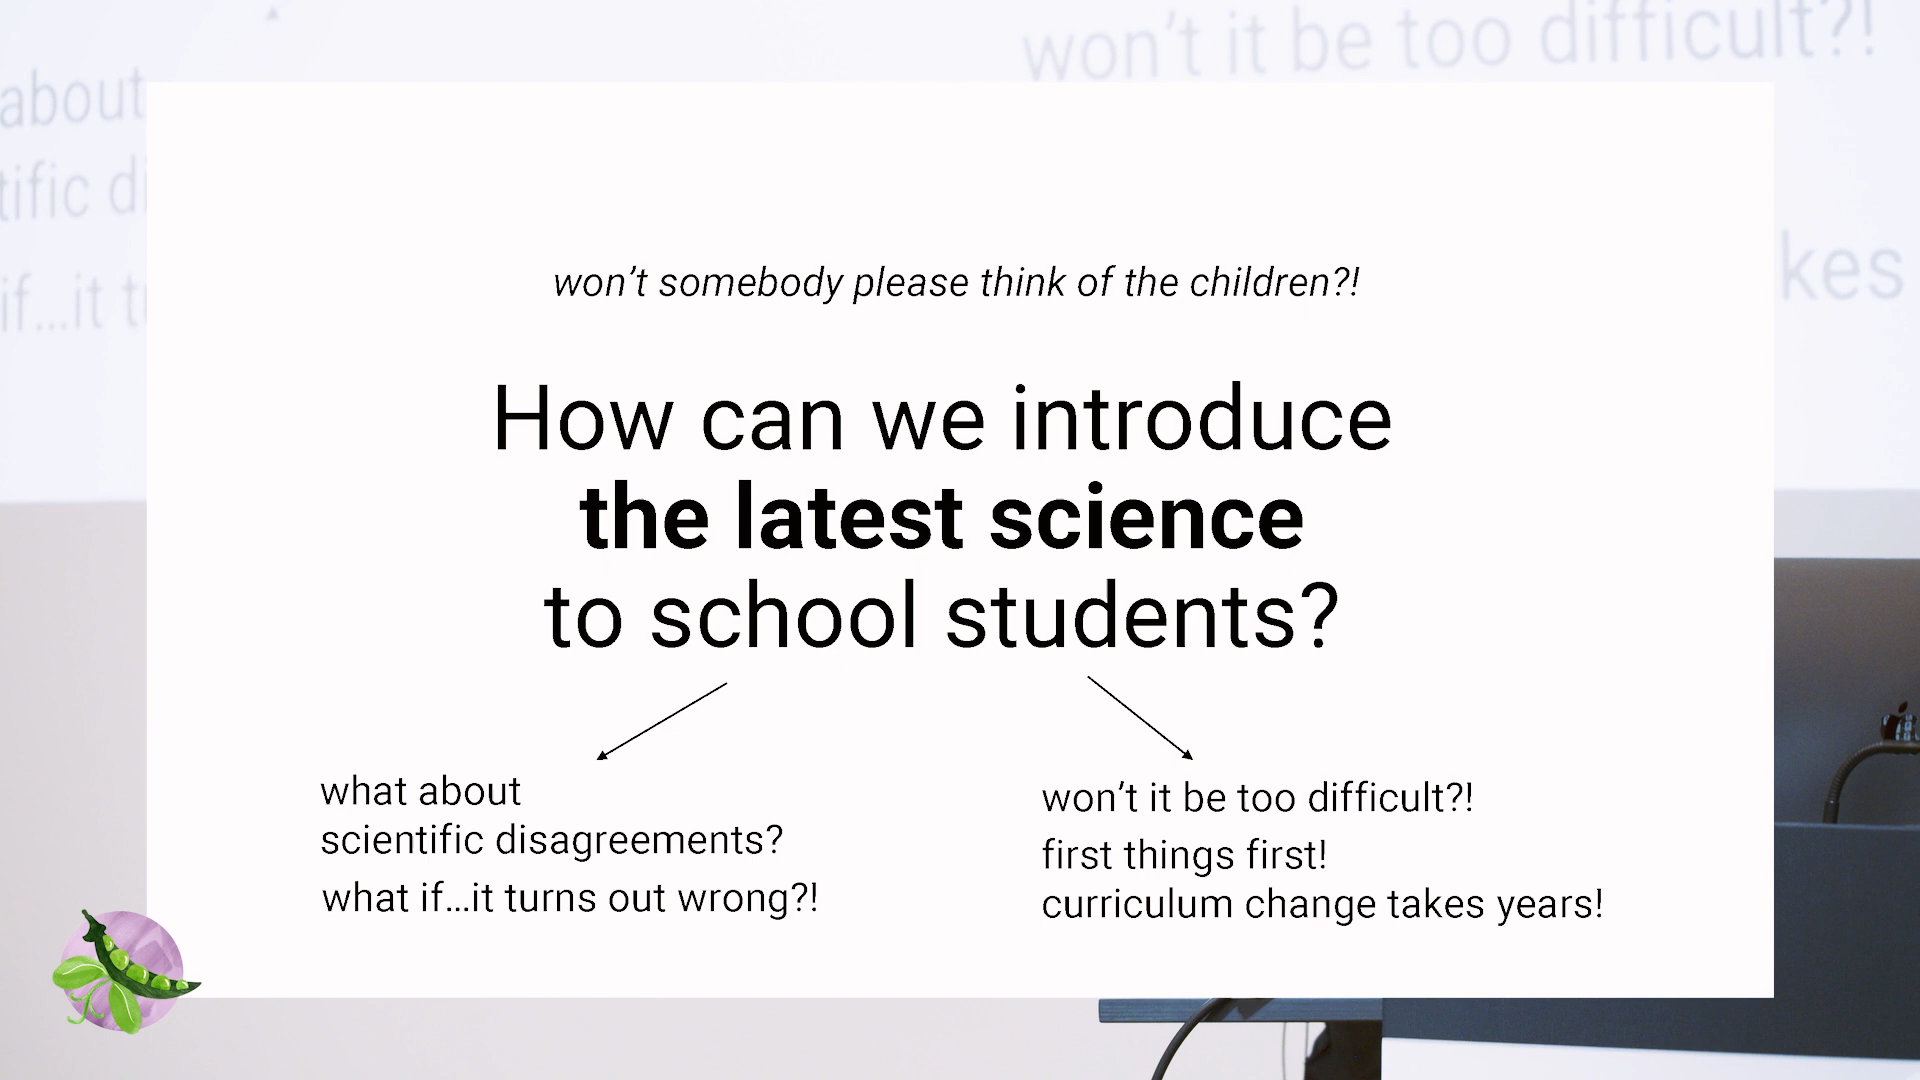 won't it be too difficult?!
about
tific di
kes
if...it tu
won't somebody please think of the children?!
How can we introduce
the latest science
to school students?
what about
scientific disagreements?
what if...it turns out wrong?!
won't it be too difficult?!
first things first!
curriculum change takes years!